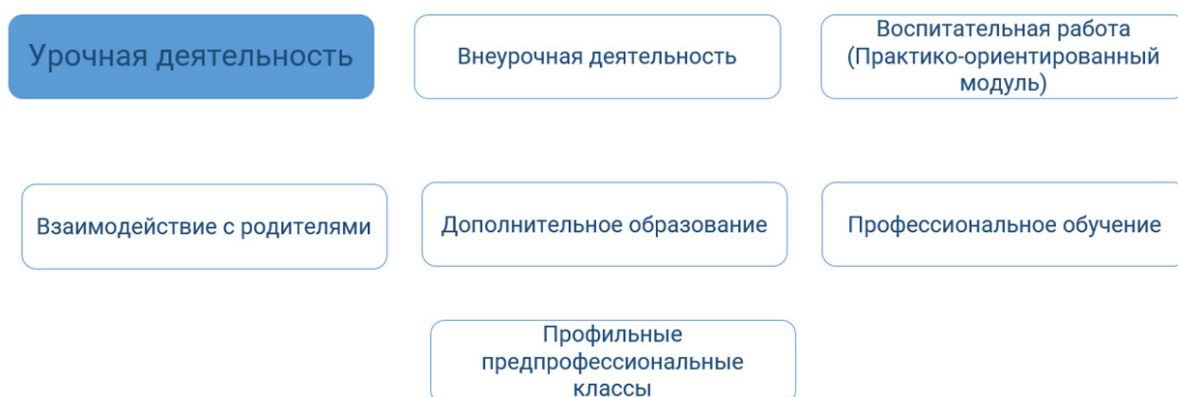 Урочная деятельность
Внеурочная деятельность
Воспитательная работа
(Практико-ориентированный
модуль)
Взаимодействие с родителями
Дополнительное образование
Профессиональное обучение
Профильные
предпрофессиональные
классы